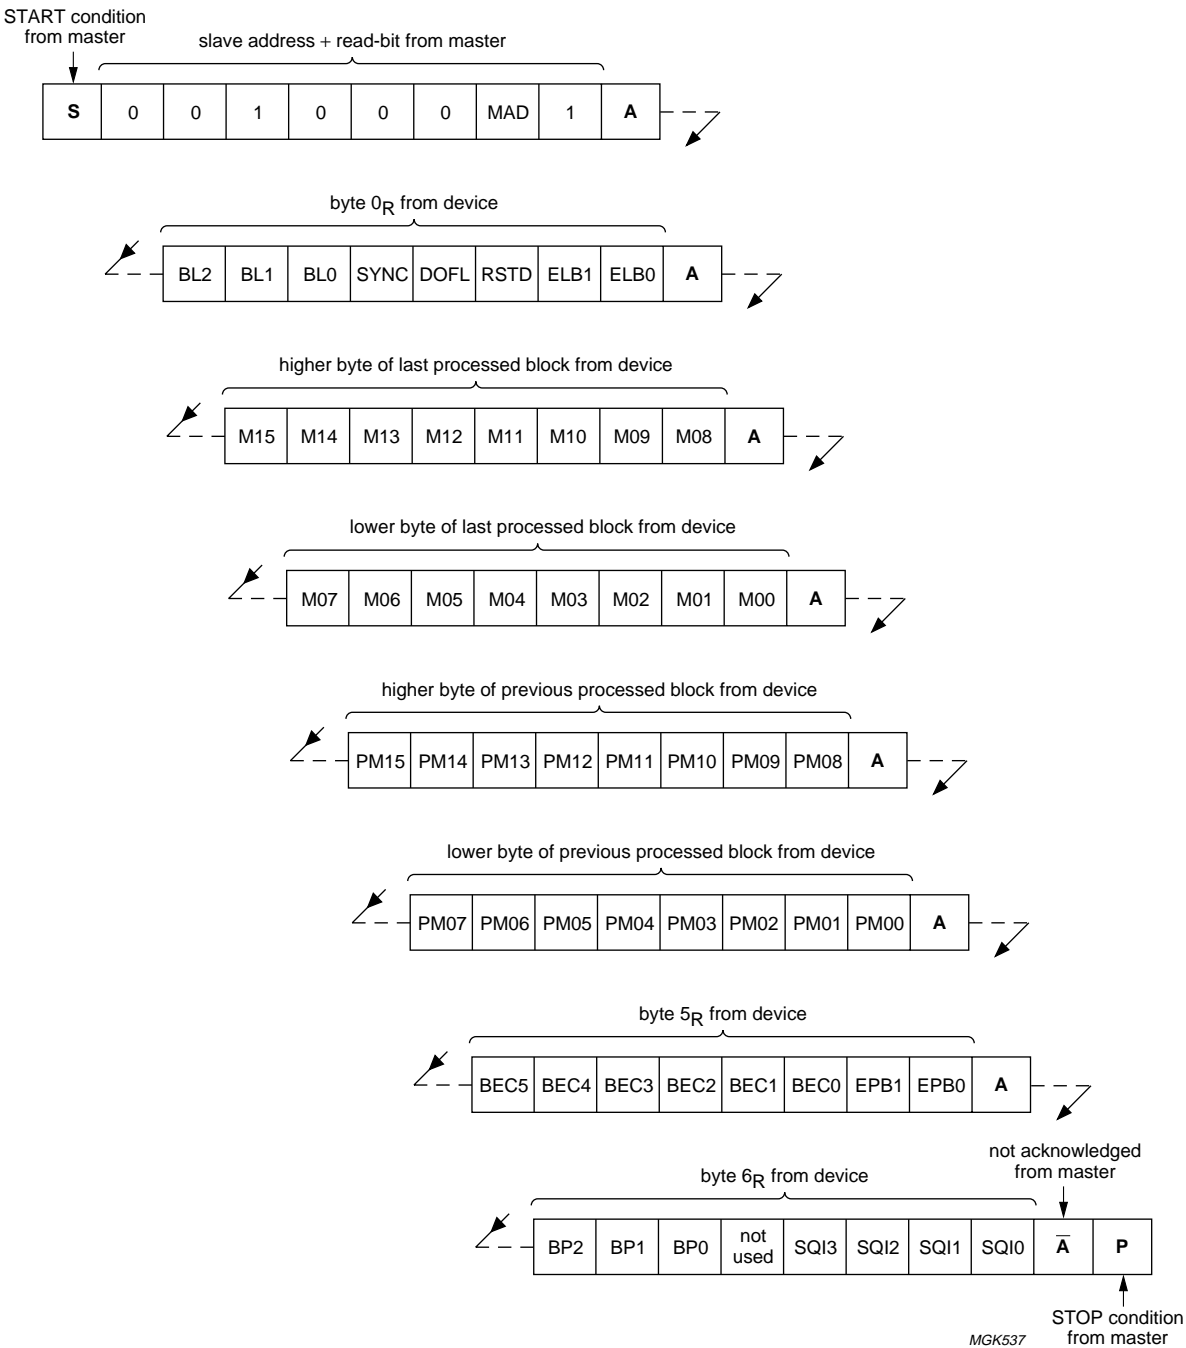 START condition
from master
slave address + read-bit from master
S 0 0 1 0 0 0 MAD 1 A
byte 0R from device
BL2 BL1 BL0 SYNC DOFL RSTD ELB1 ELB0 A
higher byte of last processed block from device
M15 M14 M13 M12 M11 M10 M09 M08 A
lower byte of last processed block from device
M07 M06 M05 M04 M03 M02 M01 M00 A
higher byte of previous processed block from device
PM15 PM14 PM13 PM12 PM11 PM10 PM09 PM08 A
lower byte of previous processed block from device
PM07 PM06 PM05 PM04 PM03 PM02 PM01 PM00 A
byte 5R from device
BEC5 BEC4 BEC3 BEC2 BEC1 BEC0 EPB1 EPB0 A
not acknowledged
from master
byte 6R from device
BP2 BP1 BP0 not used SQI3 SQI2 SQI1 SQI0 A̅ P
STOP condition
from master
MGK537